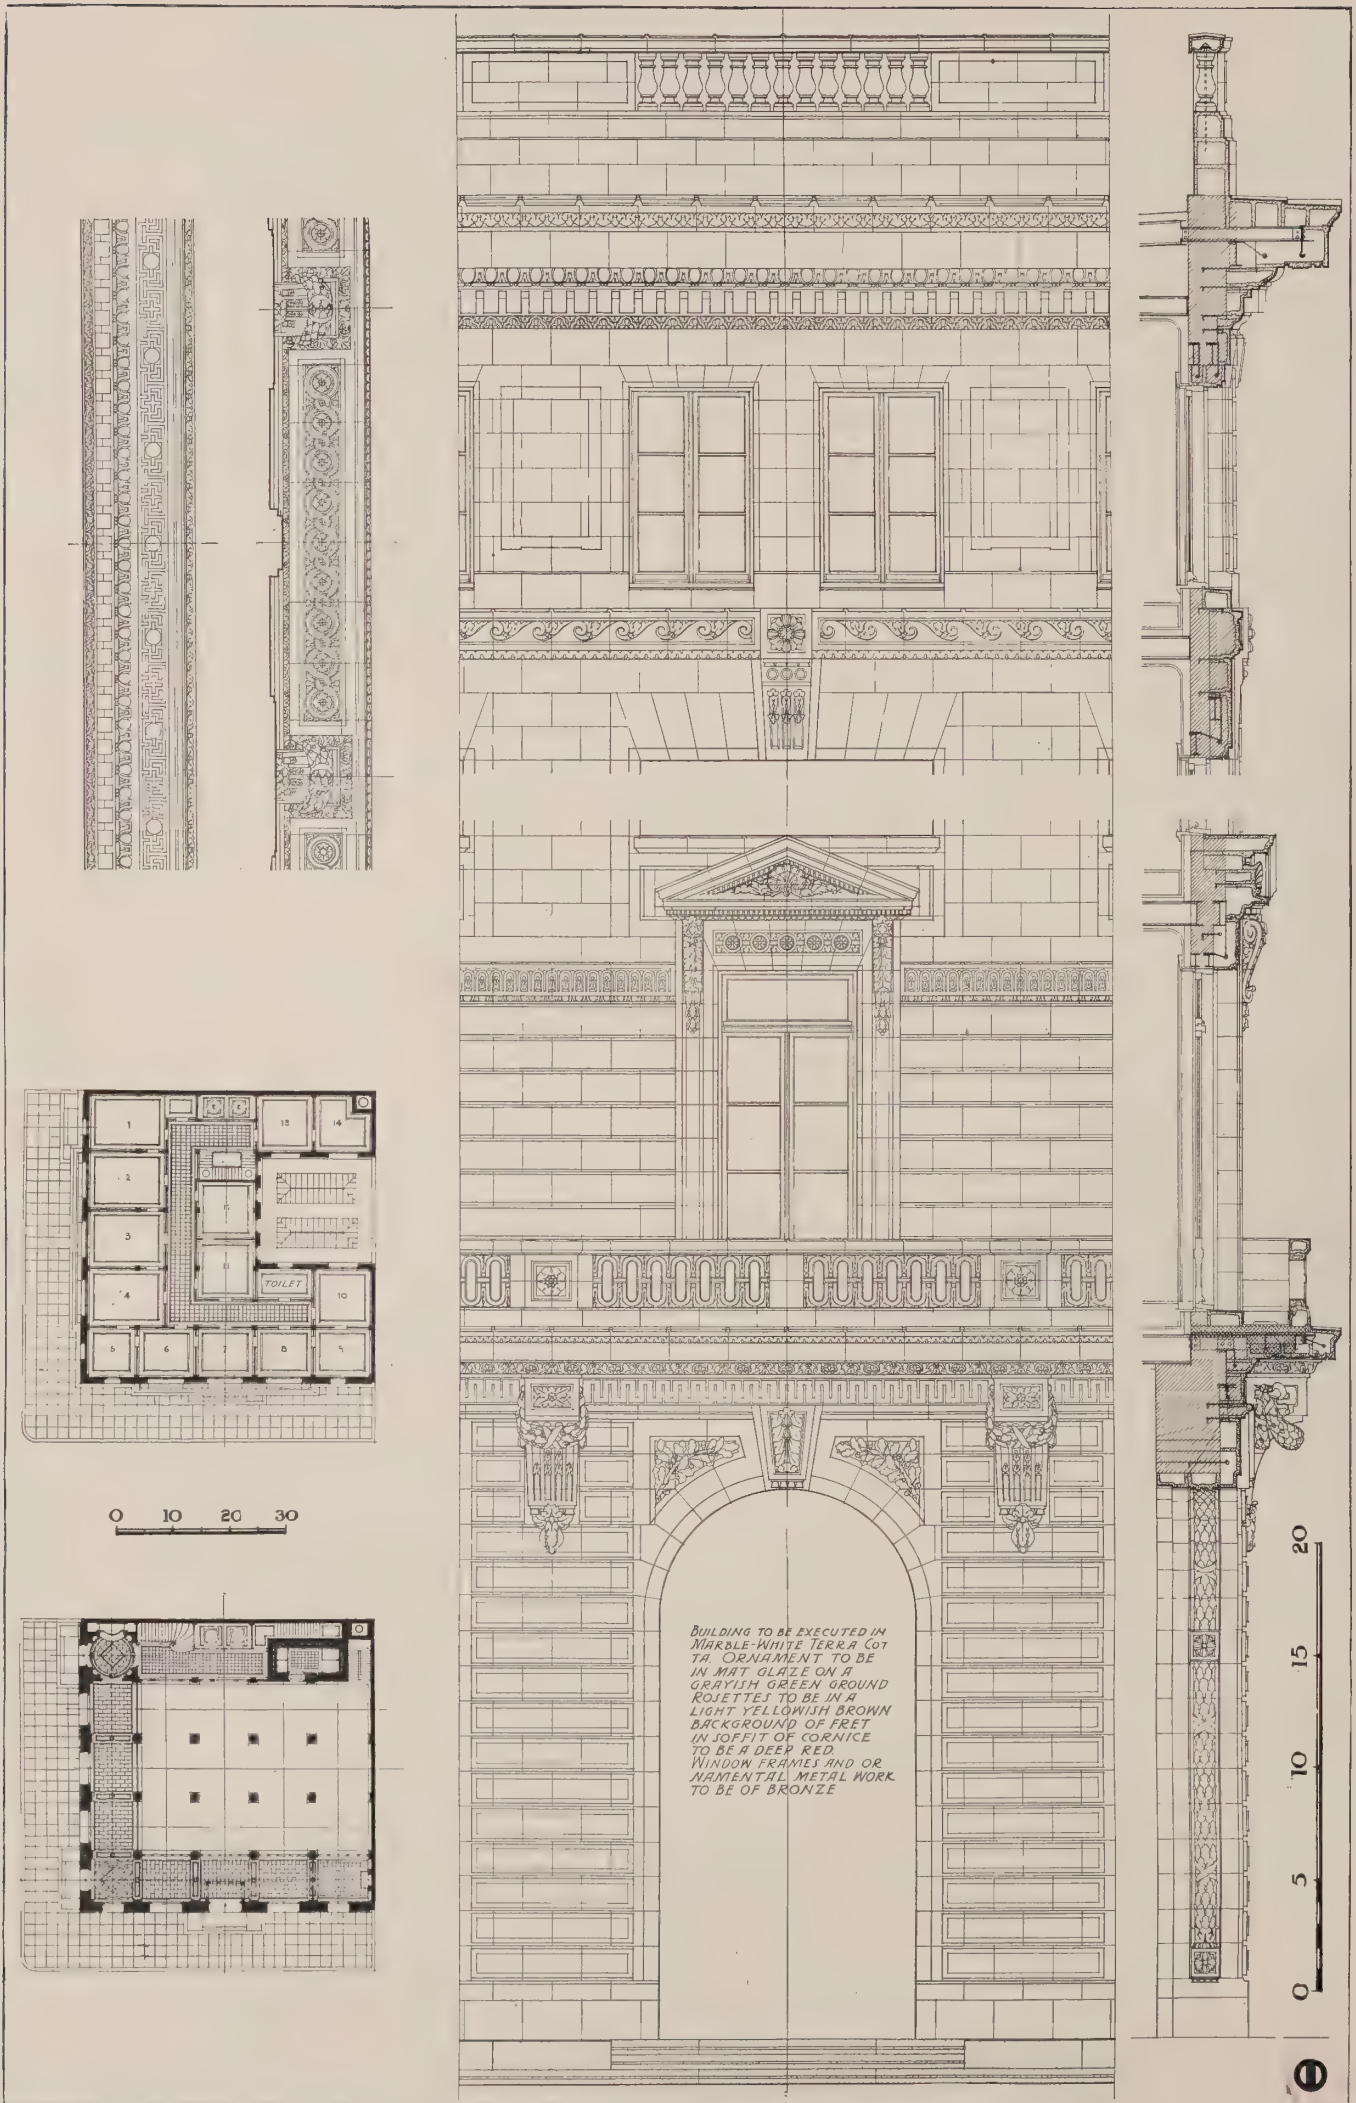 1
13
14
2
3
11
TOILET
4
10
5
6
7
8
9
0 10 20 30
BUILDING TO BE EXECUTED IN
MARBLE-WHITE TERRA COT
TA. ORNAMENT TO BE
IN MAT GLAZE ON A
GRAYISH GREEN GROUND
ROSETTES TO BE IN A
LIGHT YELLOWISH BROWN
BACKGROUND OF FRET
IN SOFFIT OF CORNICE
TO BE A DEEP RED.
WINDOW FRAMES AND OR
NAMENTAL METAL WORK
TO BE OF BRONZE
0 5 10 15 20